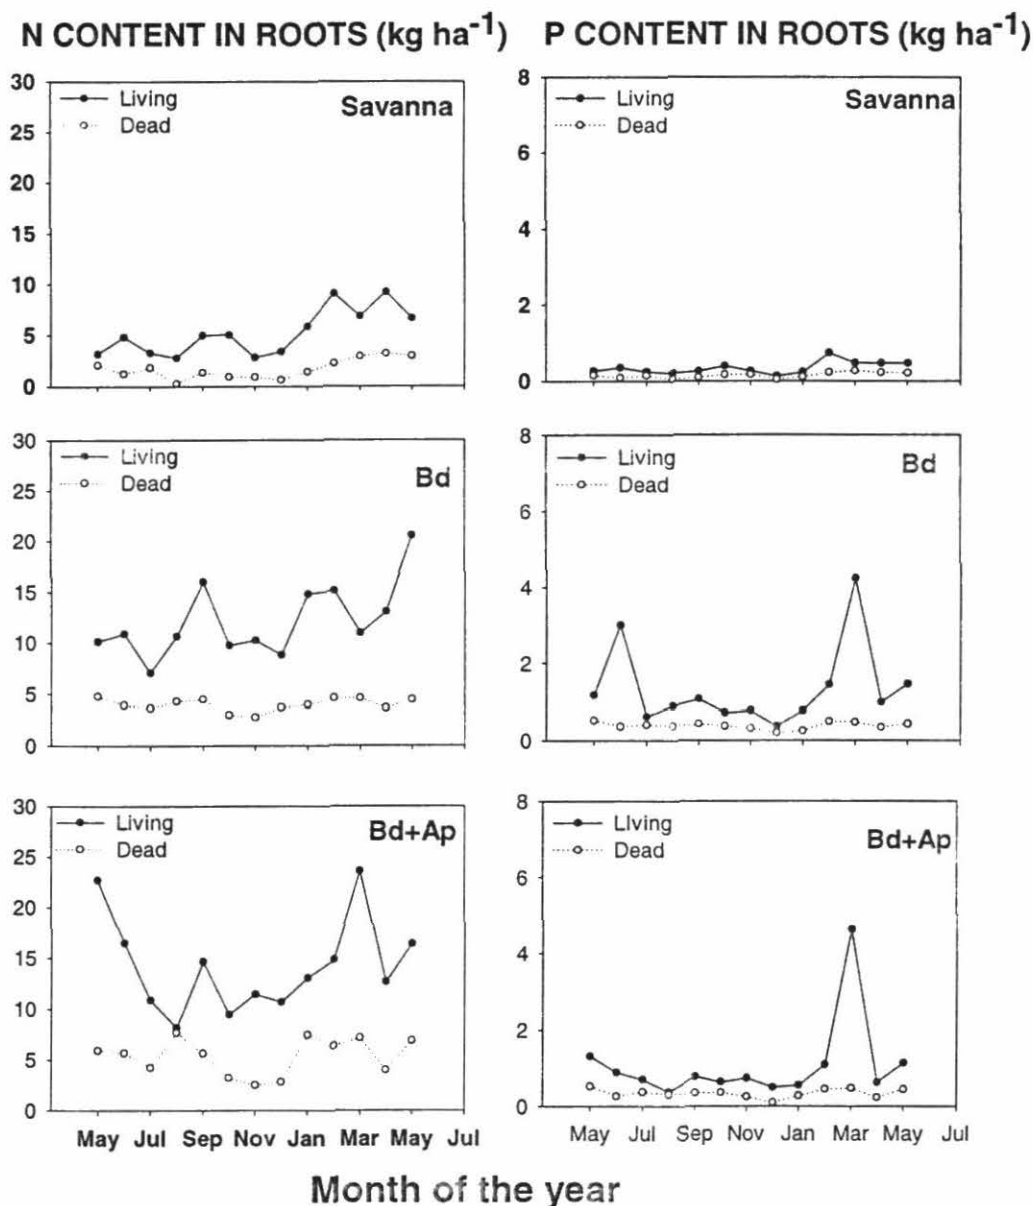 N CONTENT IN ROOTS (kg ha-1) P CONTENT IN ROOTS (kg ha-1)
30
25
20
15
10
5
0
Living
Dead
Savanna
8
6
4
2
0
Living
Dead
Savanna
30
25
20
15
10
5
0
Living
Dead
Bd
8
6
4
2
0
Living
Dead
Bd
30
25
20
15
10
5
0
Living
Dead
Bd+Ap
May Jul Sep Nov Jan Mar May Jul
8
6
4
2
0
LIving
Dead
Bd+Ap
May Jul Sep Nov Jan Mar May Jul
Month of the year